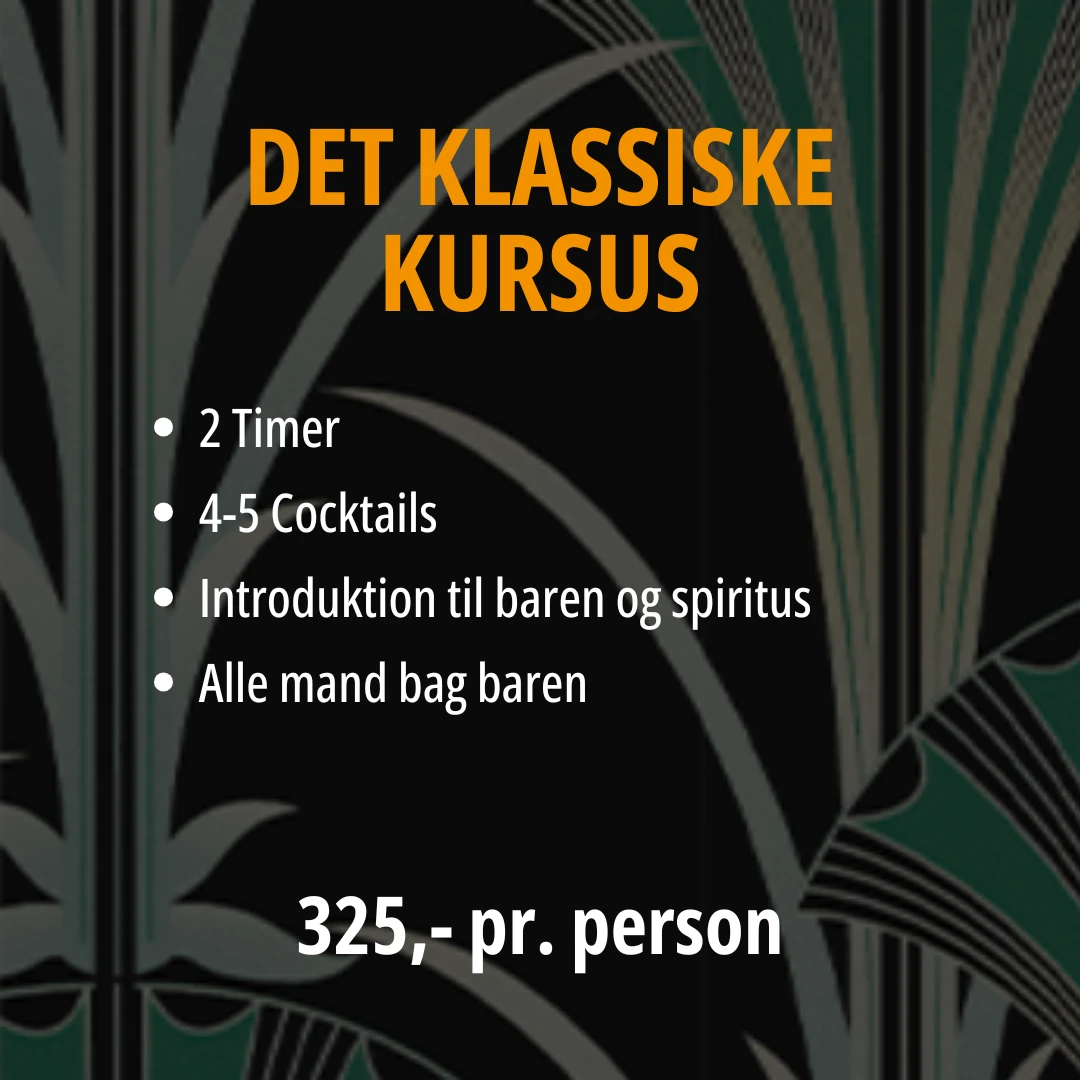 DET KLASSISKE
KURSUS
• 2 Timer
• 4-5 Cocktails
• Introduktion til baren og spiritus
• Alle mand bag baren
325,- pr. person